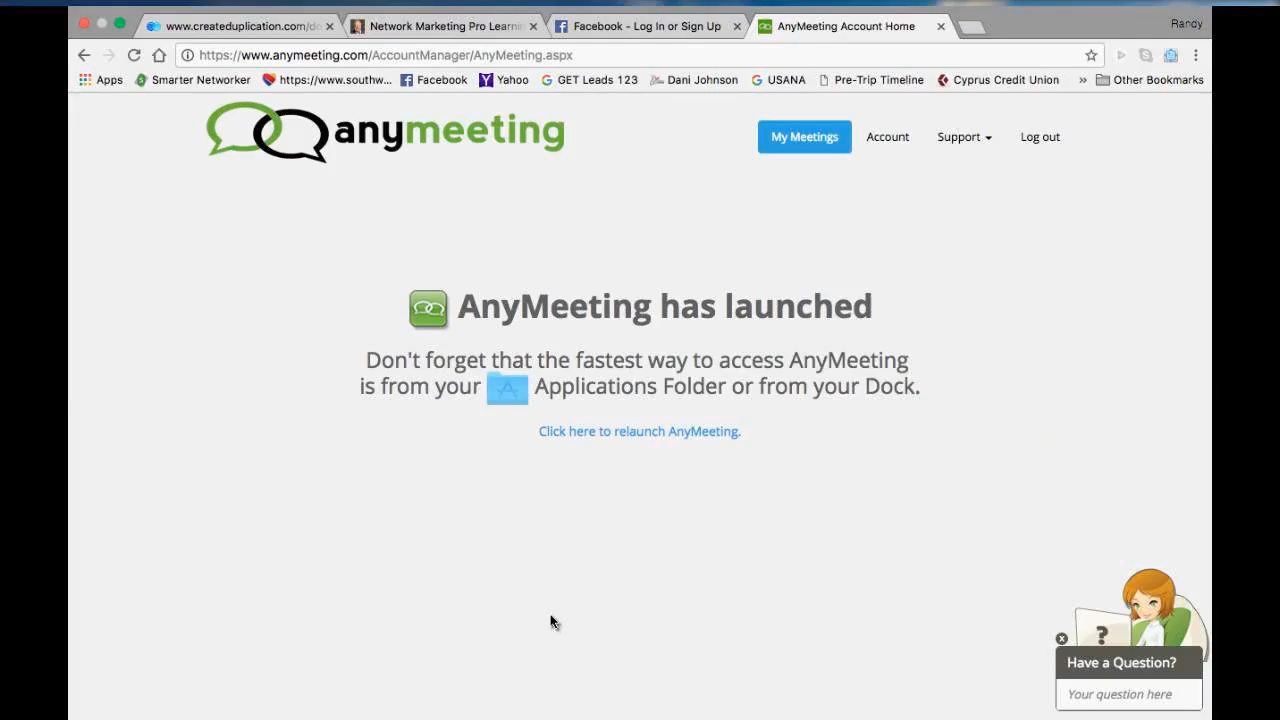 www.createduplication.com/d
Network Marketing Pro Learni
Facebook - Log In or Sign Up
AnyMeeting Account Home
Randy
https://www.anymeeting.com/AccountManager/AnyMeeting.aspx
Apps
Smarter Networker
https://www.southw...
Facebook
Yahoo
GET Leads 123
Dani Johnson
USANA
Pre-Trip Timeline
Cyprus Credit Union
»
Other Bookmarks
anymeeting
My Meetings
Account
Support
Log out
AnyMeeting has launched
Don't forget that the fastest way to access AnyMeeting
is from your Applications Folder or from your Dock.
Click here to relaunch AnyMeeting.
?
Have a Question?
Your question here